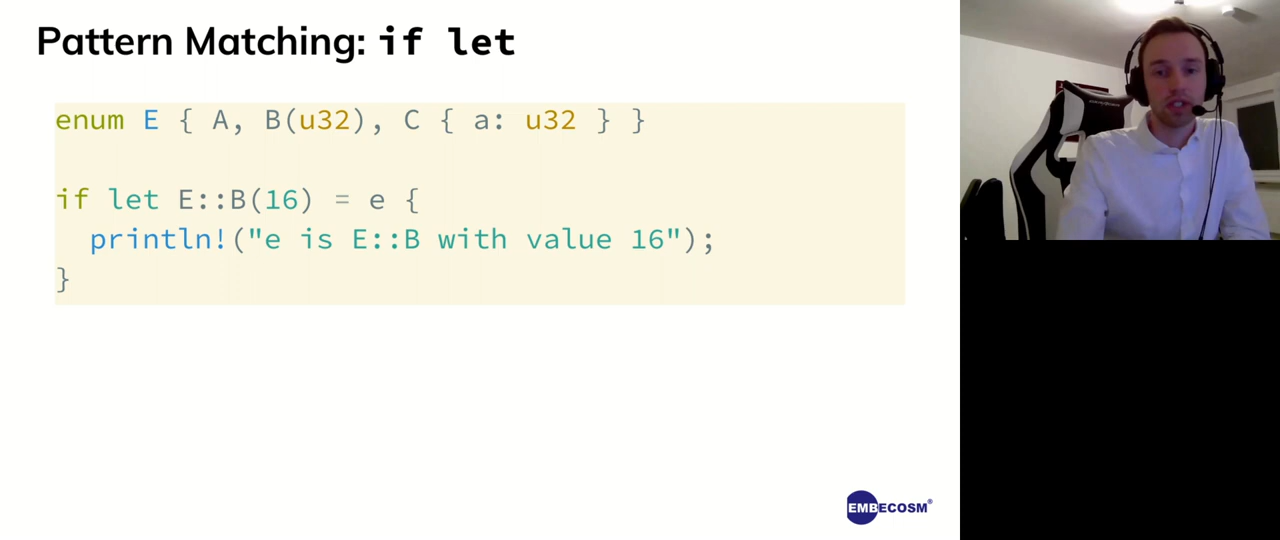 Pattern Matching: if let
enum E { A, B(u32), C { a: u32 } }
if let E::B(16) = e {
println!("e is E::B with value 16");
}
EMBECOSM®